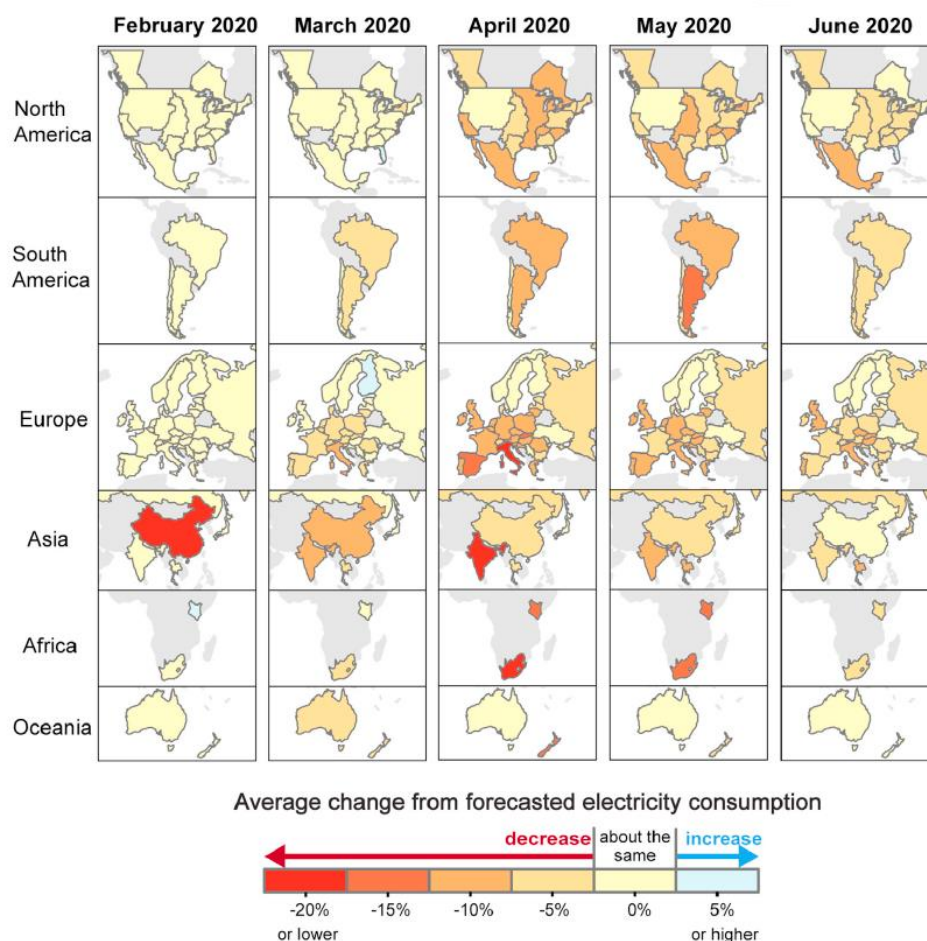 February 2020 March 2020 April 2020 May 2020 June 2020
North
America
South
America
Europe
Asia
Africa
Oceania
Average change from forecasted electricity consumption
decrease about the same increase
-20% -15% -10% -5% 0% 5%
or lower or higher